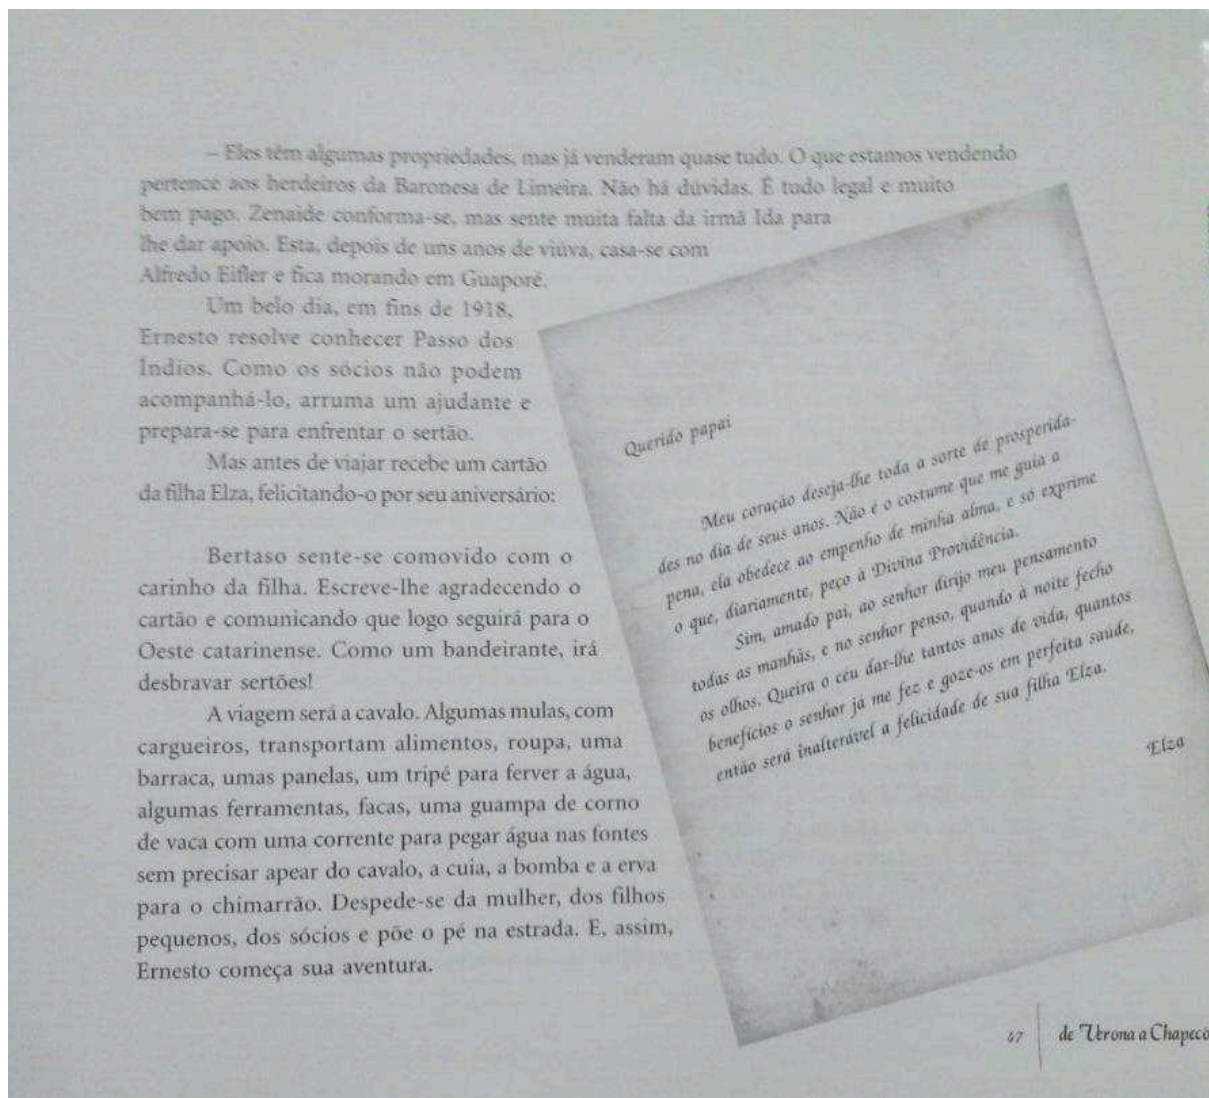 – Eles têm algumas propriedades, mas já venderam quase tudo. O que estamos vendendo
pertence aos herdeiros da Baronesa de Limeira. Não há dúvidas. É tudo legal e muito
bem pago. Zenaide conforma-se, mas sente muita falta da irmã Ida para
lhe dar apoio. Esta, depois de uns anos de viúva, casa-se com
Alfredo Eifler e fica morando em Guaporé.
Um belo dia, em fins de 1918,
Ernesto resolve conhecer Passo dos
Índios. Como os sócios não podem
acompanhá-lo, arruma um ajudante e
prepara-se para enfrentar o sertão.
Mas antes de viajar recebe um cartão
da filha Elza, felicitando-o por seu aniversário:
Querido papai
Meu coração deseja-lhe toda a sorte de prosperida-
des no dia de seus anos. Não é o costume que me guia a
pena, ela obedece ao empenho de minha alma, e só exprime
o que, diariamente, peço à Divina Providência.
Sim, amado pai, ao senhor dirijo meu pensamento
todas as manhãs, e no senhor penso, quando à noite fecho
os olhos. Queira o céu dar-lhe tantos anos de vida, quantos
benefícios o senhor já me fez e goze-os em perfeita saúde,
então será inalterável a felicidade de sua filha Elza.
Elza
Bertaso sente-se comovido com o
carinho da filha. Escreve-lhe agradecendo o
cartão e comunicando que logo seguirá para o
Oeste catarinense. Como um bandeirante, irá
desbravar sertões!
A viagem será a cavalo. Algumas mulas, com
cargueiros, transportam alimentos, roupa, uma
barraca, umas panelas, um tripé para ferver a água,
algumas ferramentas, facas, uma guampa de corno
de vaca com uma corrente para pegar água nas fontes
sem precisar apear do cavalo, a cuia, a bomba e a erva
para o chimarrão. Despede-se da mulher, dos filhos
pequenos, dos sócios e põe o pé na estrada. E, assim,
Ernesto começa sua aventura.
47
de Verona a Chapecó